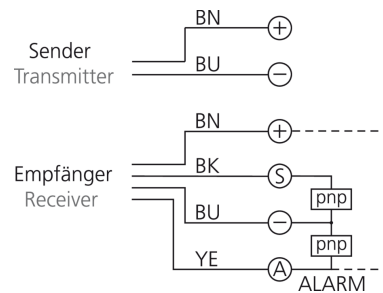 BN
+
Sender
Transmitter
BU
−
BN
+
Empfänger
Receiver
BK
S
pnp
BU
−
pnp
YE
A
ALARM